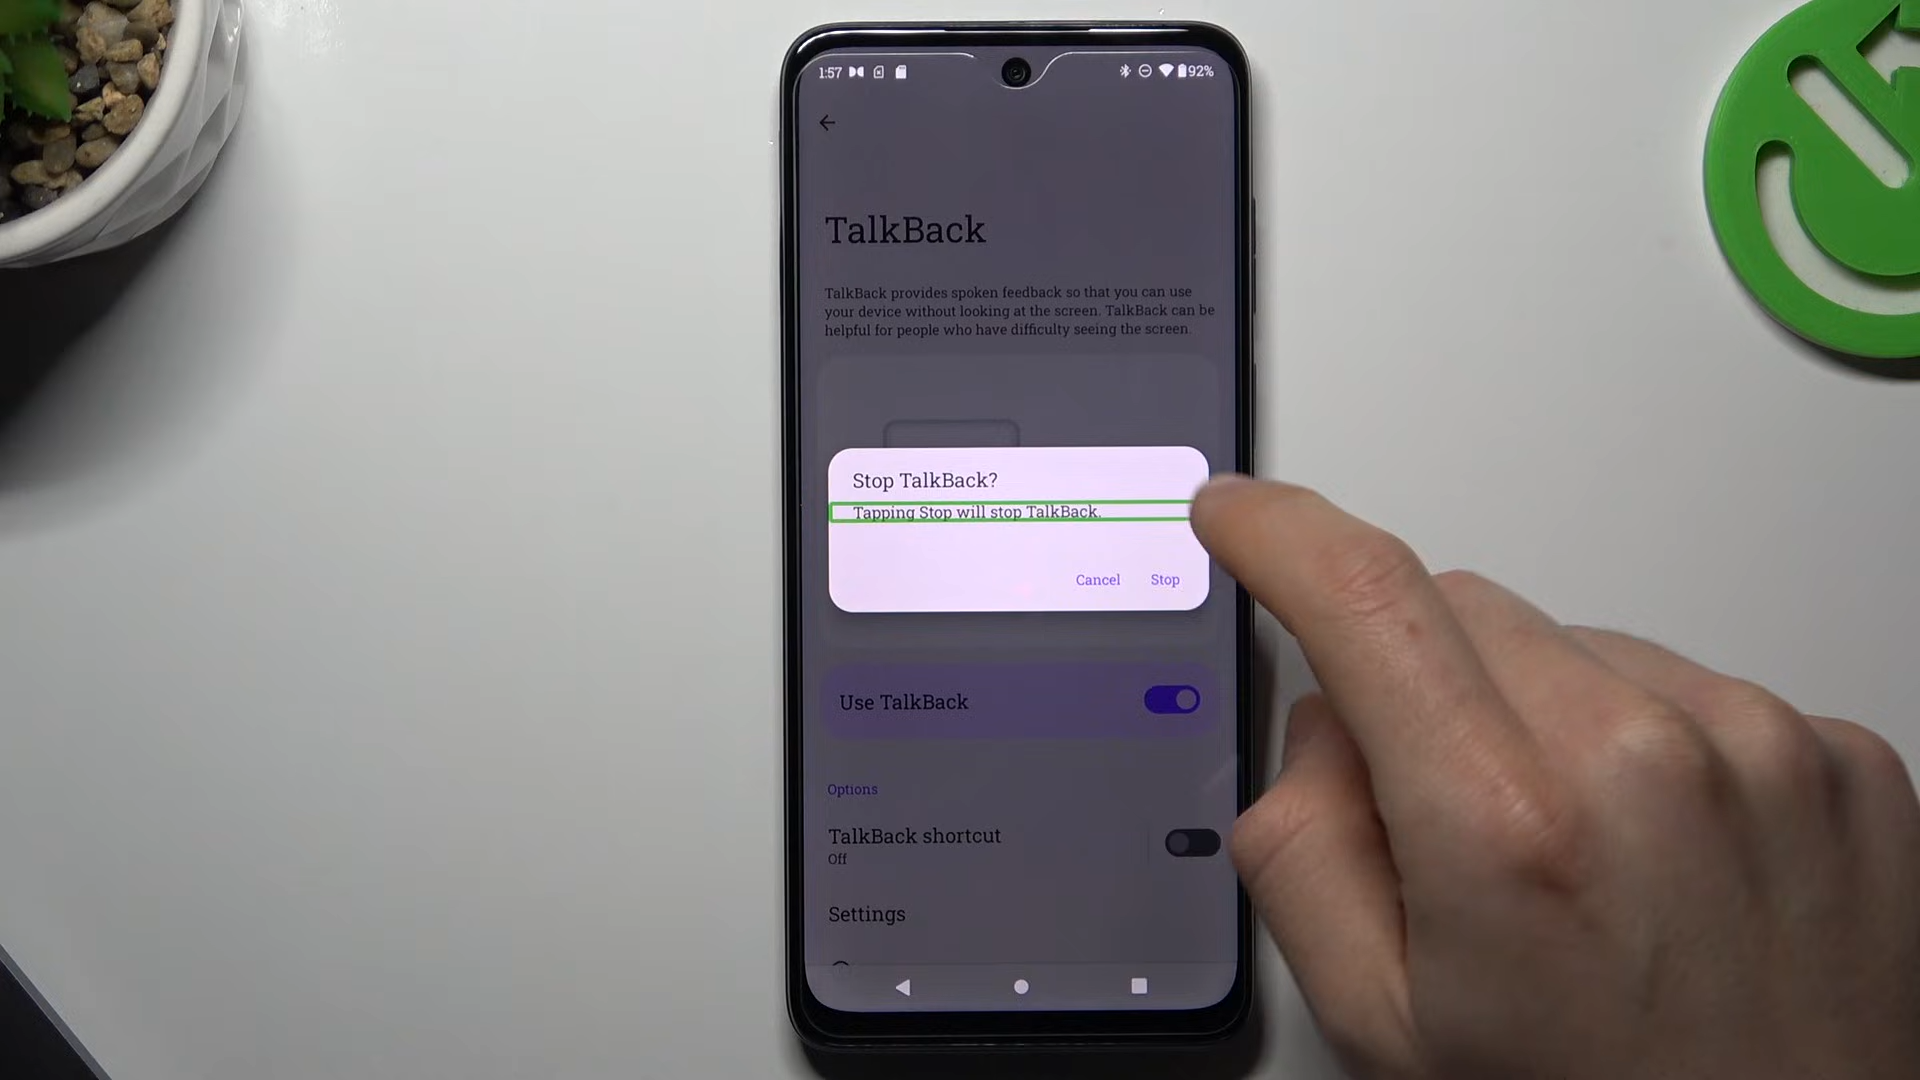 1:57 92%
TalkBack
TalkBack provides spoken feedback so that you can use
your device without looking at the screen. TalkBack can be
helpful for people who have difficulty seeing the screen.
Stop TalkBack?
Tapping Stop will stop TalkBack.
Cancel Stop
Use TalkBack
Options
TalkBack shortcut
Off
Settings